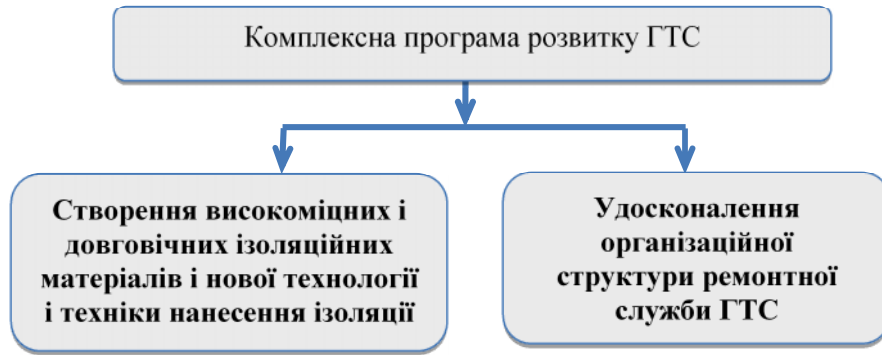 Комплексна програма розвитку ГТС
Створення високоміцних і
довговічних ізоляційних
матеріалів і нової технології
і техніки нанесення ізоляції
Удосконалення
організаційної
структури ремонтної
служби ГТС